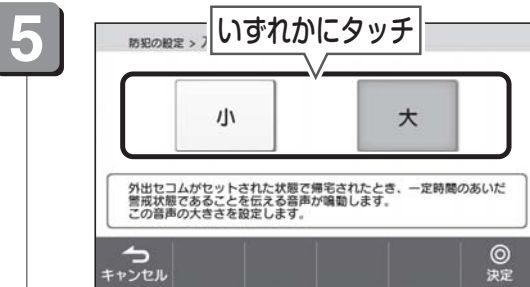 5
いずれかにタッチ
防犯の設定 >
小
大
外出セコムがセットされた状態で帰宅されたとき、一定時間のあいだ
警戒状態であることを伝える音声が鳴動します。
この音声の大きさを設定します。
キャンセル
決定